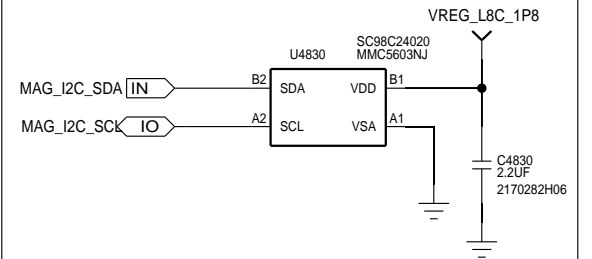 VREG_L8C_1P8
SC98C24020
U4830 MMC5603NJ
MAG_I2C_SDA IN B2 SDA VDD B1
MAG_I2C_SCL IO A2 SCL VSA A1
C4830
2.2UF
2170282H06